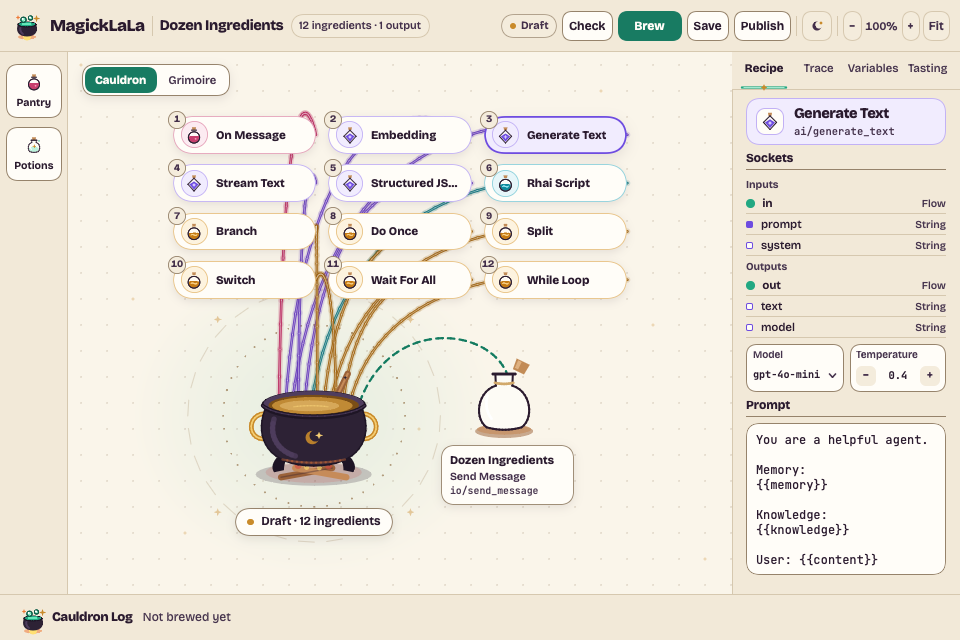 MagickLaLa
Dozen Ingredients
12 ingredients · 1 output
Draft
Check
Brew
Save
Publish
− 100% + Fit
Pantry
Potions
Cauldron
Grimoire
1 On Message
2 Embedding
3 Generate Text
4 Stream Text
5 Structured JS...
6 Rhai Script
7 Branch
8 Do Once
9 Split
10 Switch
11 Wait For All
12 While Loop
Dozen Ingredients
Send Message
io/send_message
Draft · 12 ingredients
Recipe Trace Variables Tasting
Generate Text
ai/generate_text
Sockets
Inputs
in Flow
prompt String
system String
Outputs
out Flow
text String
model String
Model
gpt-4o-mini
Temperature
− 0.4 +
Prompt
You are a helpful agent.
Memory:
{{memory}}
Knowledge:
{{knowledge}}
User: {{content}}
Cauldron Log Not brewed yet